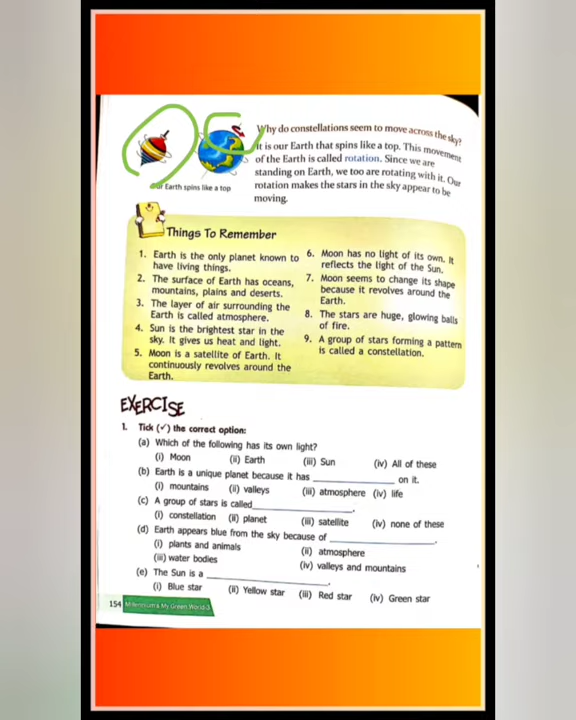 Why do constellations seem to move across the sky?
It is our Earth that spins like a top. This movement
of the Earth is called rotation. Since we are
standing on Earth, we too are rotating with it. Our
rotation makes the stars in the sky appear to be
moving.
Our Earth spins like a top
Things To Remember
1. Earth is the only planet known to
have living things.
2. The surface of Earth has oceans,
mountains, plains and deserts.
3. The layer of air surrounding the
Earth is called atmosphere.
4. Sun is the brightest star in the
sky. It gives us heat and light.
5. Moon is a satellite of Earth. It
continuously revolves around the
Earth.
6. Moon has no light of its own. It
reflects the light of the Sun.
7. Moon seems to change its shape
because it revolves around the
Earth.
8. The stars are huge, glowing balls
of fire.
9. A group of stars forming a pattern
is called a constellation.
EXERCISE
1. Tick (✓) the correct option:
(a) Which of the following has its own light?
(i) Moon (ii) Earth (iii) Sun (iv) All of these
(b) Earth is a unique planet because it has ____________ on it.
(i) mountains (ii) valleys (iii) atmosphere (iv) life
(c) A group of stars is called____________.
(i) constellation (ii) planet (iii) satellite (iv) none of these
(d) Earth appears blue from the sky because of ____________.
(i) plants and animals (ii) atmosphere
(iii) water bodies (iv) valleys and mountains
(e) The Sun is a ____________.
(i) Blue star (ii) Yellow star (iii) Red star (iv) Green star
154 Millennium's My Green World-3